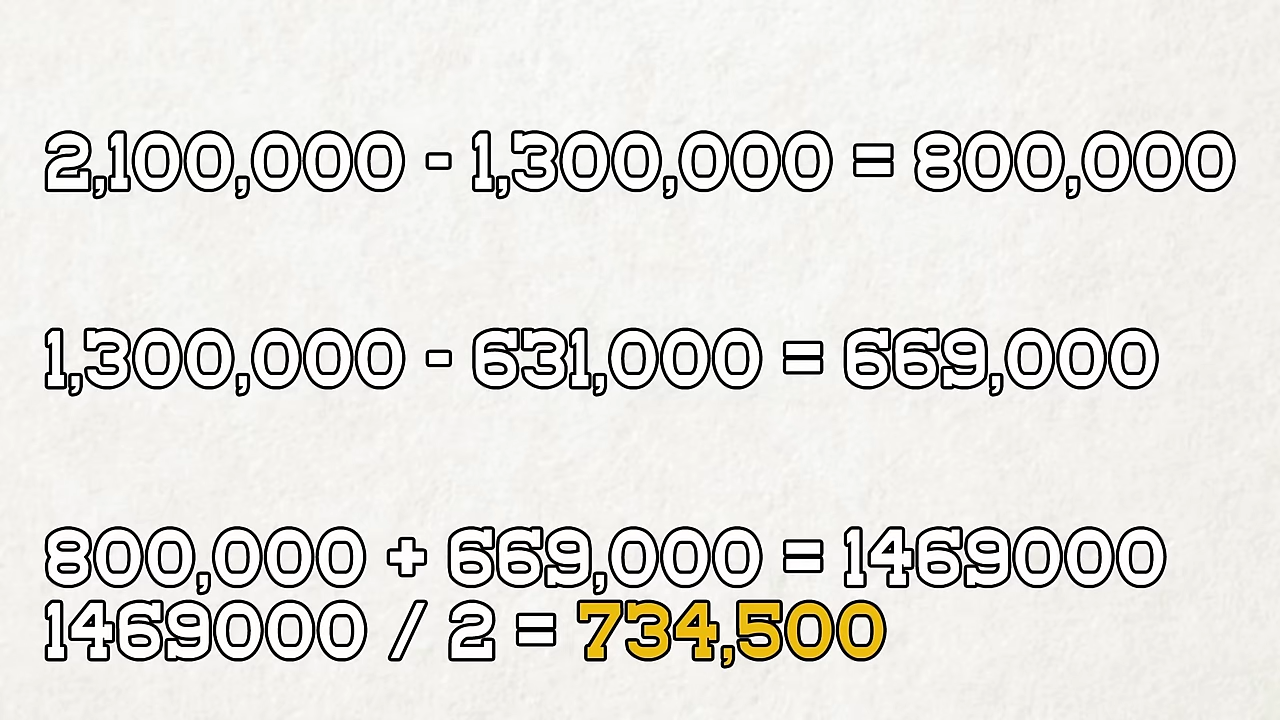 2,100,000 - 1,300,000 = 800,000
1,300,000 - 631,000 = 669,000
800,000 + 669,000 = 1469000
1469000 / 2 = 734,500